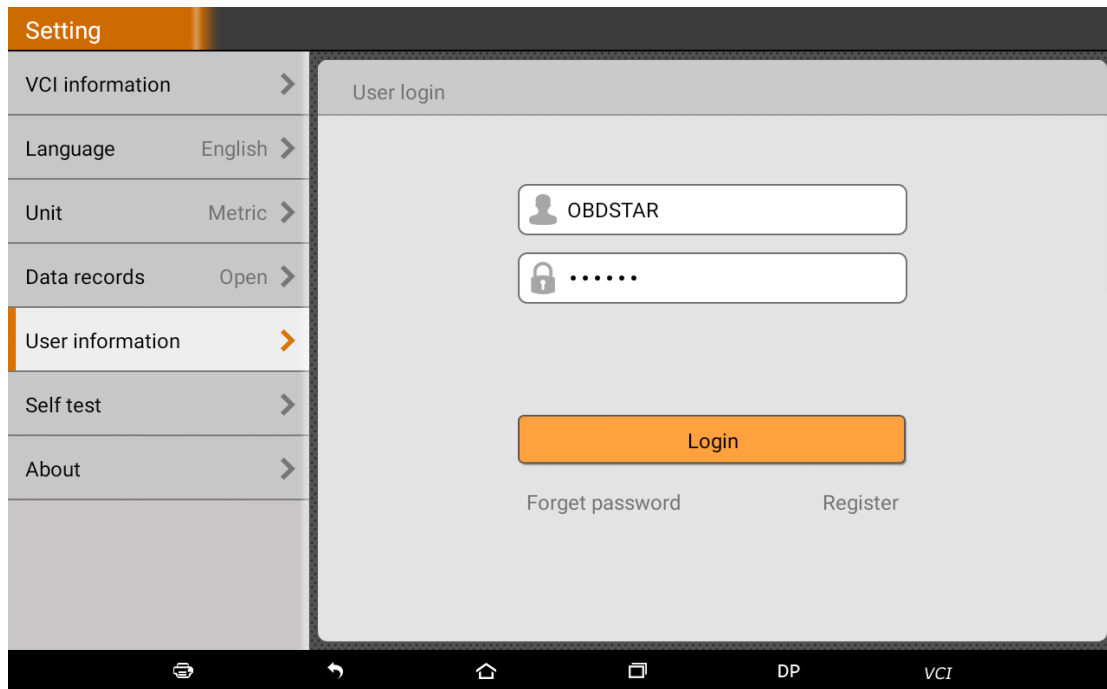 Setting
VCI information
Language English
Unit Metric
Data records Open
User information
Self test
About
User login
OBDSTAR
••••••
Login
Forget password Register
DP VCI